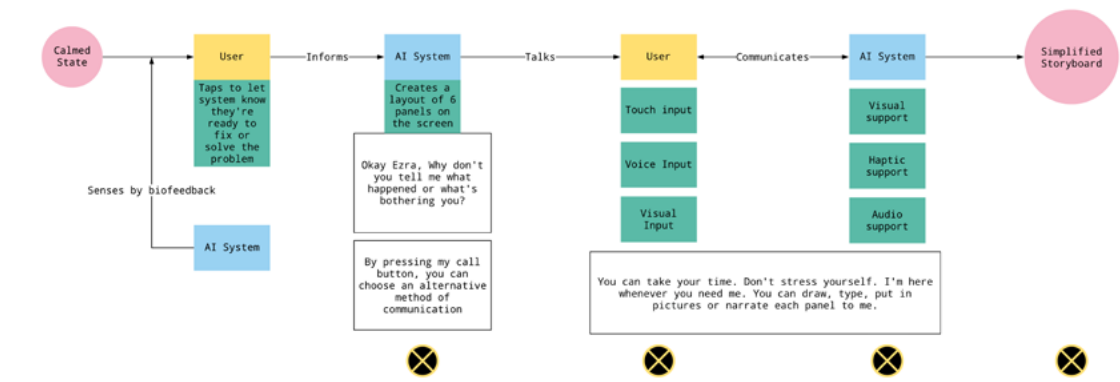 Calmed
State
User
Informs
AI System
Talks
User
Communicates
AI System
Simplified
Storyboard
Taps to let
system know
they're
ready to
fix or
solve the
problem
Creates a
layout of 6
panels on
the screen
Touch input
Visual
support
Okay Ezra, Why don't
you tell me what
happened or what's
bothering you?
Voice Input
Haptic
support
Senses by biofeedback
Visual
Input
Audio
support
AI System
By pressing my call
button, you can
choose an alternative
method of
communication
You can take your time. Don't stress yourself. I'm here
whenever you need me. You can draw, type, put in
pictures or narrate each panel to me.